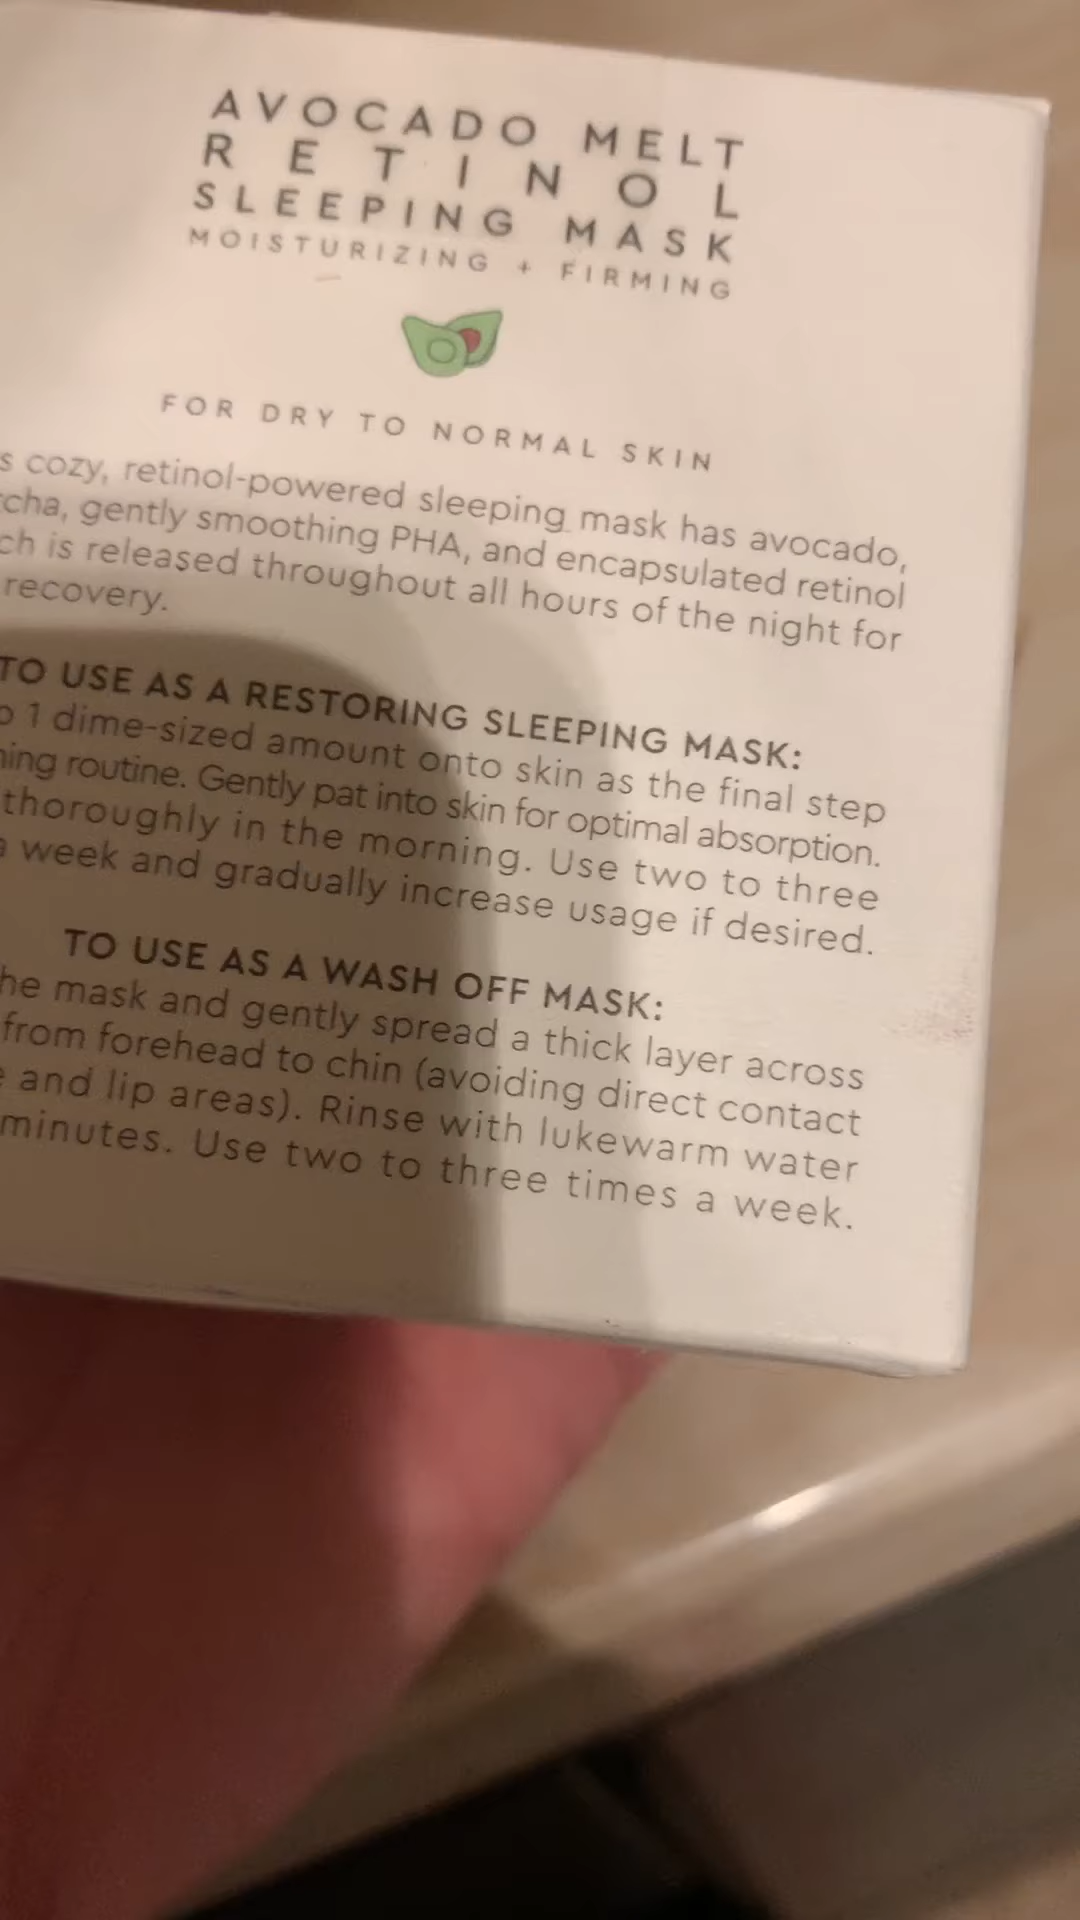 AVOCADO MELT
RETINOL
SLEEPING MASK
MOISTURIZING + FIRMING
FOR DRY TO NORMAL SKIN
s cozy, retinol-powered sleeping mask has avocado,
cha, gently smoothing PHA, and encapsulated retinol
ch is released throughout all hours of the night for
recovery.
TO USE AS A RESTORING SLEEPING MASK:
o 1 dime-sized amount onto skin as the final step
ning routine. Gently pat into skin for optimal absorption.
thoroughly in the morning. Use two to three
a week and gradually increase usage if desired.
TO USE AS A WASH OFF MASK:
he mask and gently spread a thick layer across
from forehead to chin (avoiding direct contact
e and lip areas). Rinse with lukewarm water
minutes. Use two to three times a week.